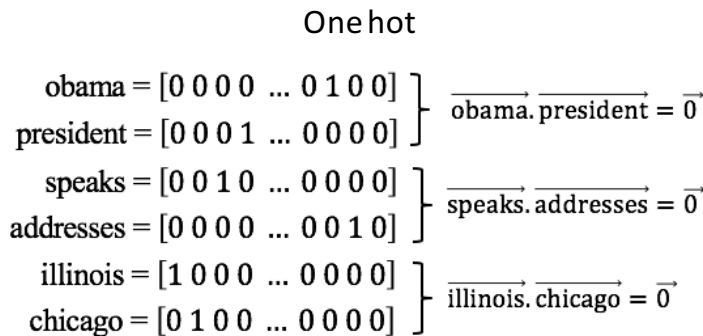 One hot
obama = [0 0 0 0 ... 0 1 0 0]
president = [0 0 0 1 ... 0 0 0 0]
obama. president = 0
speaks = [0 0 1 0 ... 0 0 0 0]
addresses = [0 0 0 0 ... 0 0 1 0]
speaks. addresses = 0
illinois = [1 0 0 0 ... 0 0 0 0]
chicago = [0 1 0 0 ... 0 0 0 0]
illinois. chicago = 0